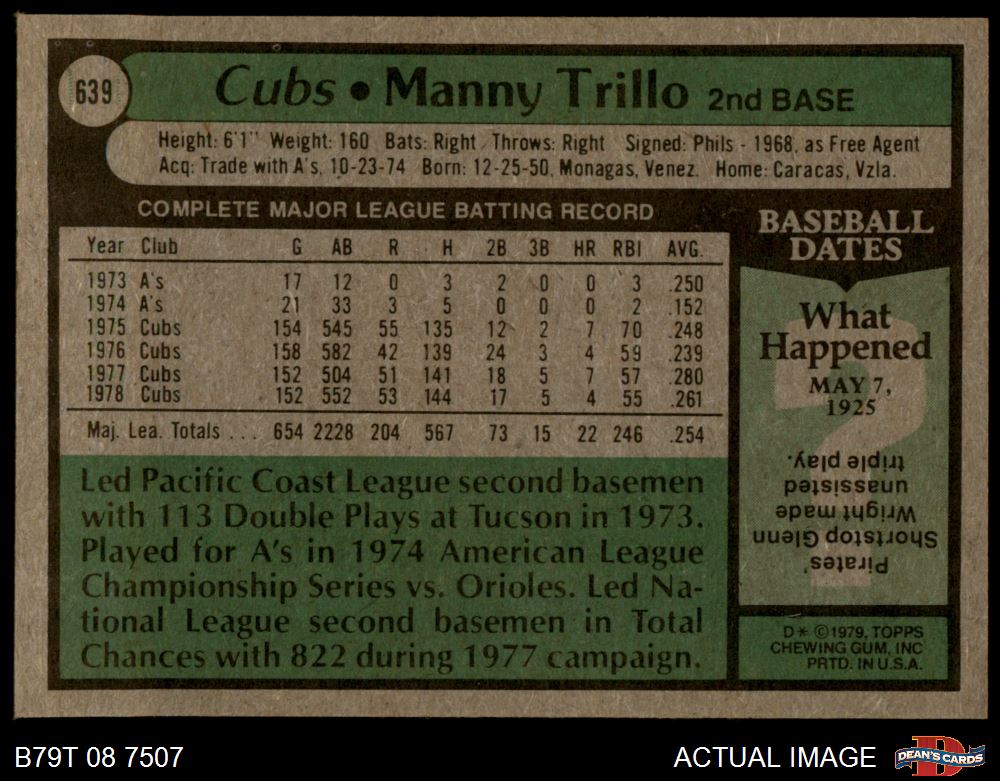 639
Cubs • Manny Trillo 2nd BASE
Height: 6'1" Weight: 160 Bats: Right Throws: Right Signed: Phils - 1968, as Free Agent
Acq: Trade with A's, 10-23-74 Born: 12-25-50, Monagas, Venez. Home: Caracas, Vzla.
COMPLETE MAJOR LEAGUE BATTING RECORD
Year Club G AB R H 2B 3B HR RBI AVG.
1973 A's 17 12 0 3 2 0 0 3 .250
1974 A's 21 33 3 5 0 0 0 2 .152
1975 Cubs 154 545 55 135 12 2 7 70 .248
1976 Cubs 158 582 42 139 24 3 4 59 .239
1977 Cubs 152 504 51 141 18 5 7 57 .280
1978 Cubs 152 552 53 144 17 5 4 55 .261
Maj. Lea. Totals ... 654 2228 204 567 73 15 22 246 .254
Led Pacific Coast League second basemen
with 113 Double Plays at Tucson in 1973.
Played for A's in 1974 American League
Championship Series vs. Orioles. Led Na-
tional League second basemen in Total
Chances with 822 during 1977 campaign.
BASEBALL
DATES
What
Happened
MAY 7,
1925
?
Pirates'
Shortstop Glenn
Wright made
unassisted
triple play.
D* ©1979, TOPPS
CHEWING GUM, INC
PRTD. IN U.S.A.
B79T 08 7507
ACTUAL IMAGE
D
DEAN'S CARDS